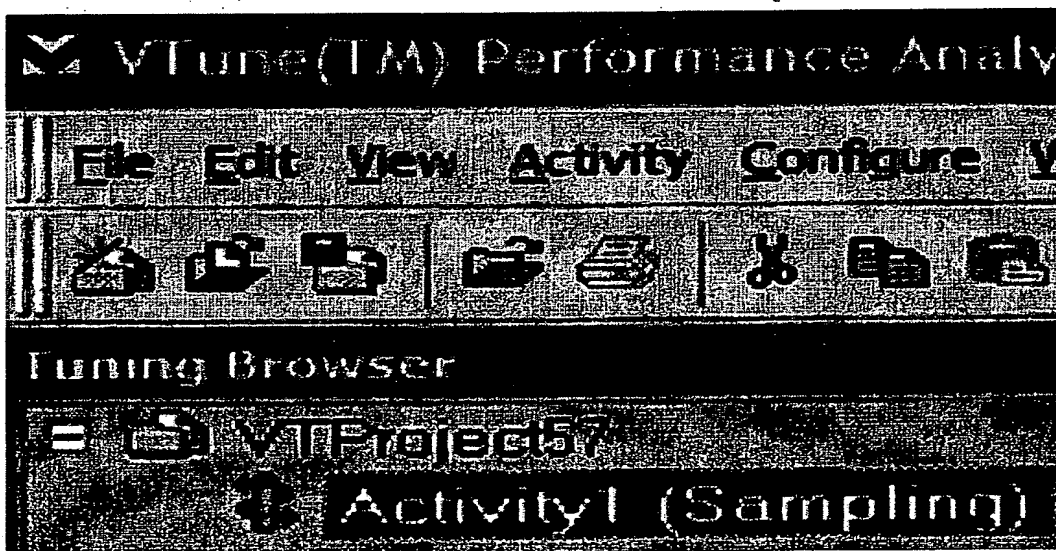 VTune(TM) Performance Analy
File Edit View Activity Configure
Tuning Browser
VTProject57
Activity1 (Sampling)